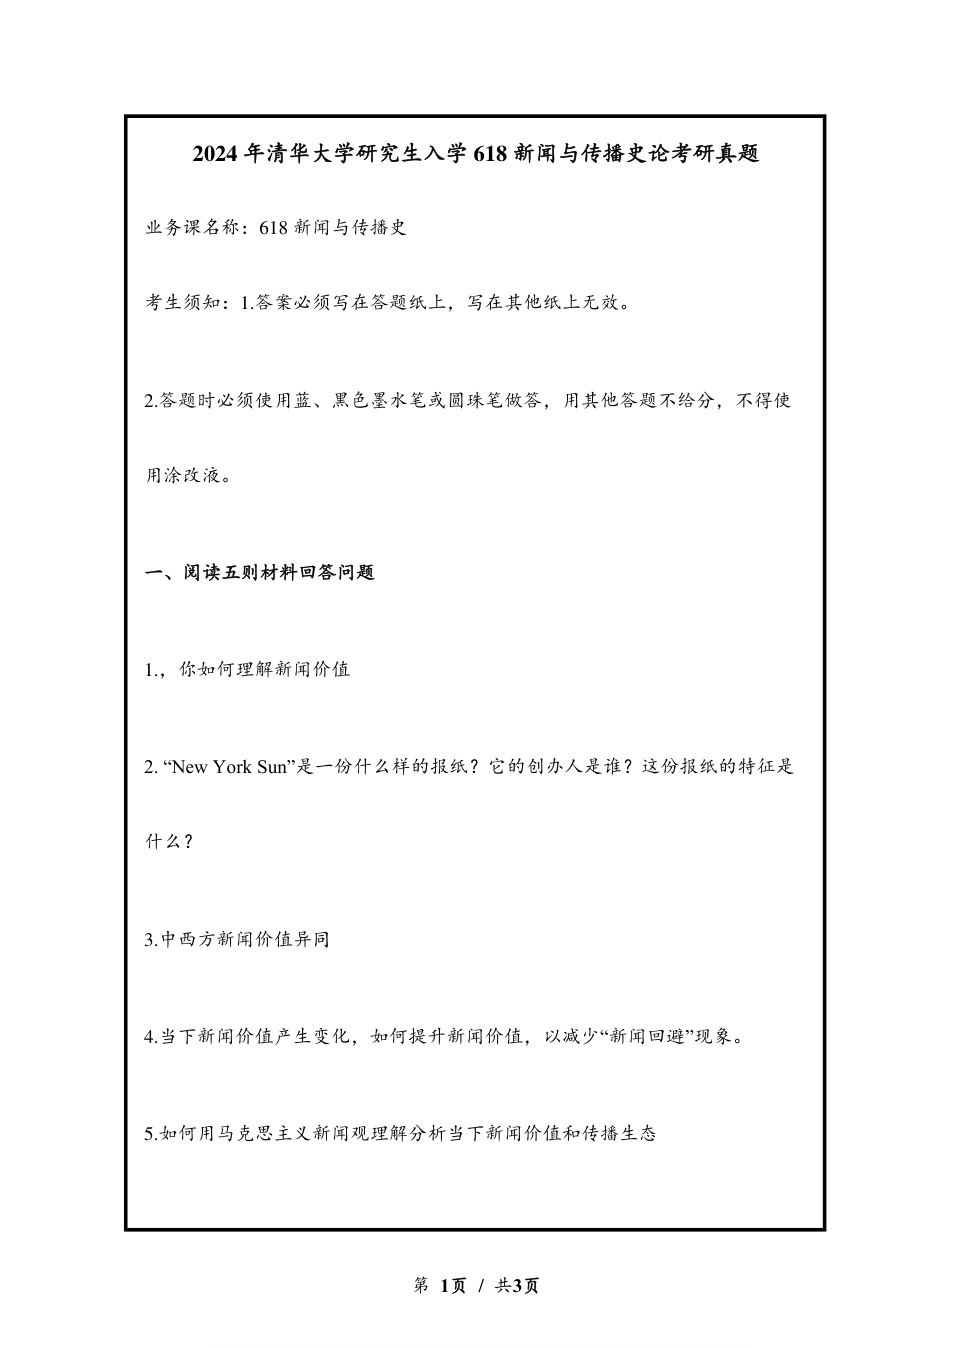 2024 年清华大学研究生入学 618 新闻与传播史论考研真题
业务课名称：618 新闻与传播史
考生须知：1.答案必须写在答题纸上，写在其他纸上无效。
2.答题时必须使用蓝、黑色墨水笔或圆珠笔做答，用其他答题不给分，不得使
用涂改液。
一、阅读五则材料回答问题
1.，你如何理解新闻价值
2. “New York Sun”是一份什么样的报纸？它的创办人是谁？这份报纸的特征是
什么？
3.中西方新闻价值异同
4.当下新闻价值产生变化，如何提升新闻价值，以减少“新闻回避”现象。
5.如何用马克思主义新闻观理解分析当下新闻价值和传播生态
第 1页 / 共3页